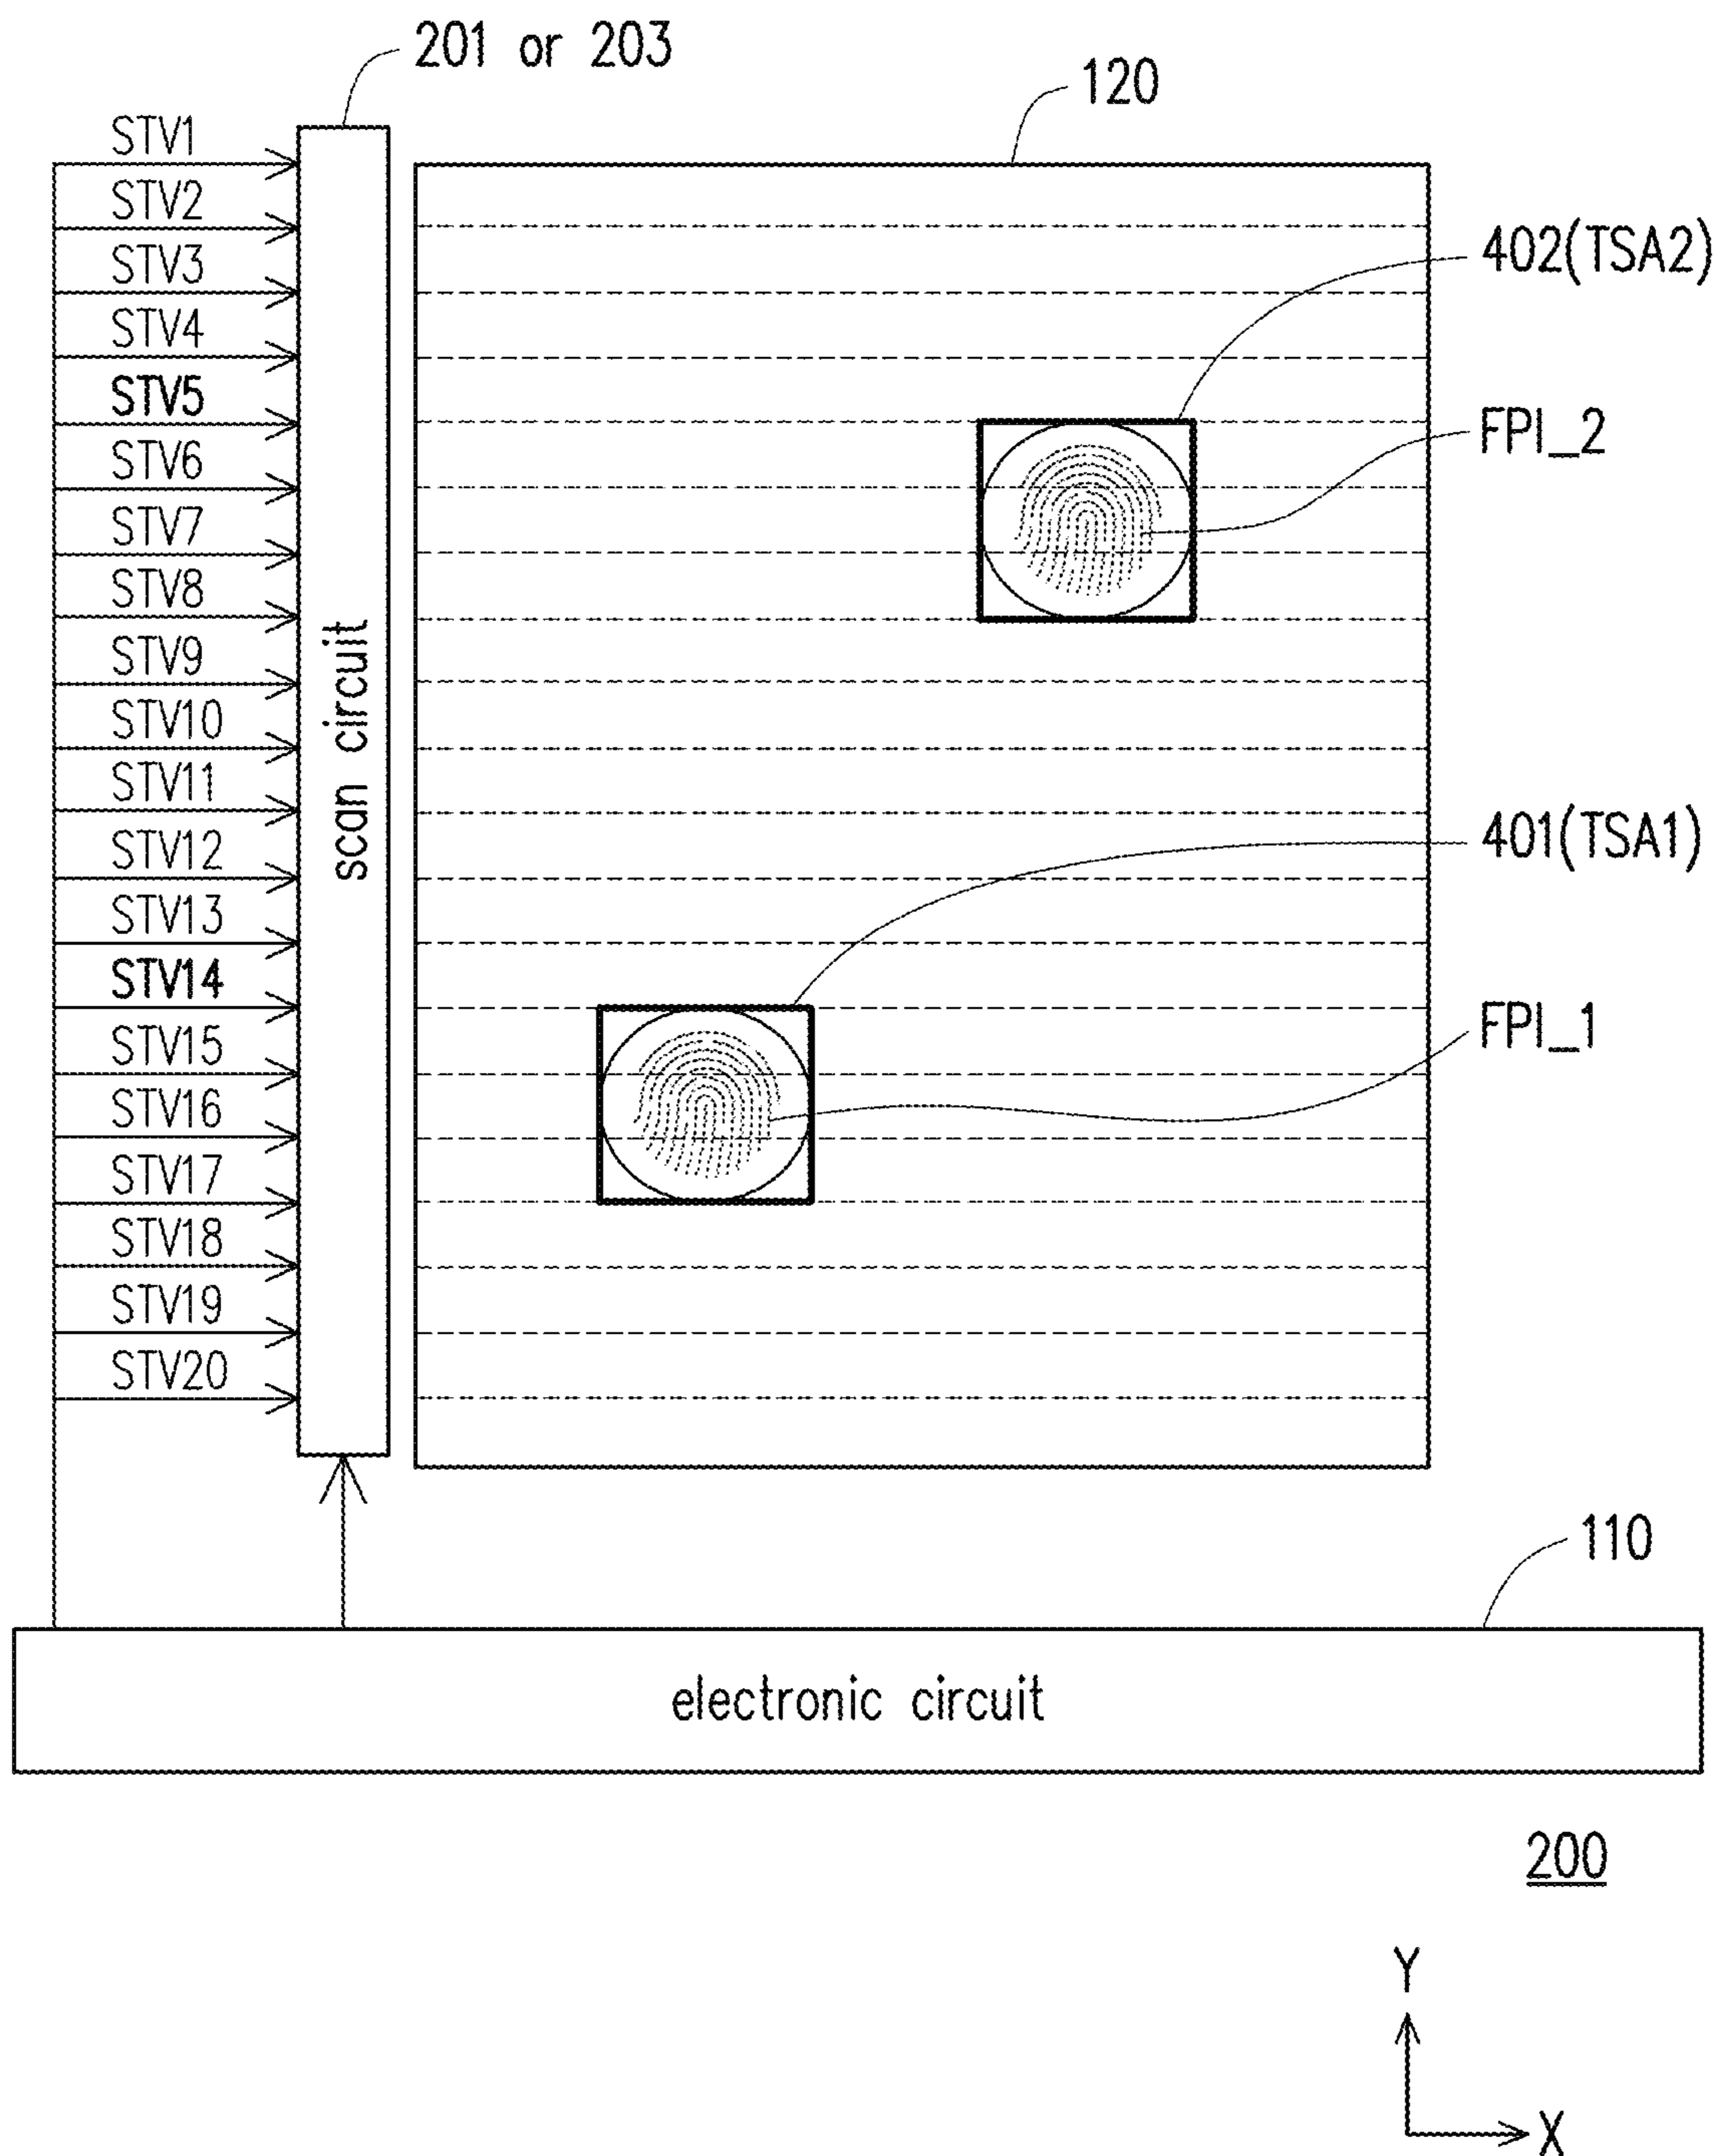 201 or 203
120
STV1
STV2
402(TSA2)
STV3
STV4
STV5
FPI_2
STV6
STV7
STV8
scan circuit
STV9
STV10
STV11
401(TSA1)
STV12
STV13
STV14
FPI_1
STV15
STV16
STV17
STV18
STV19
STV20
110
electronic circuit
200
Y
X